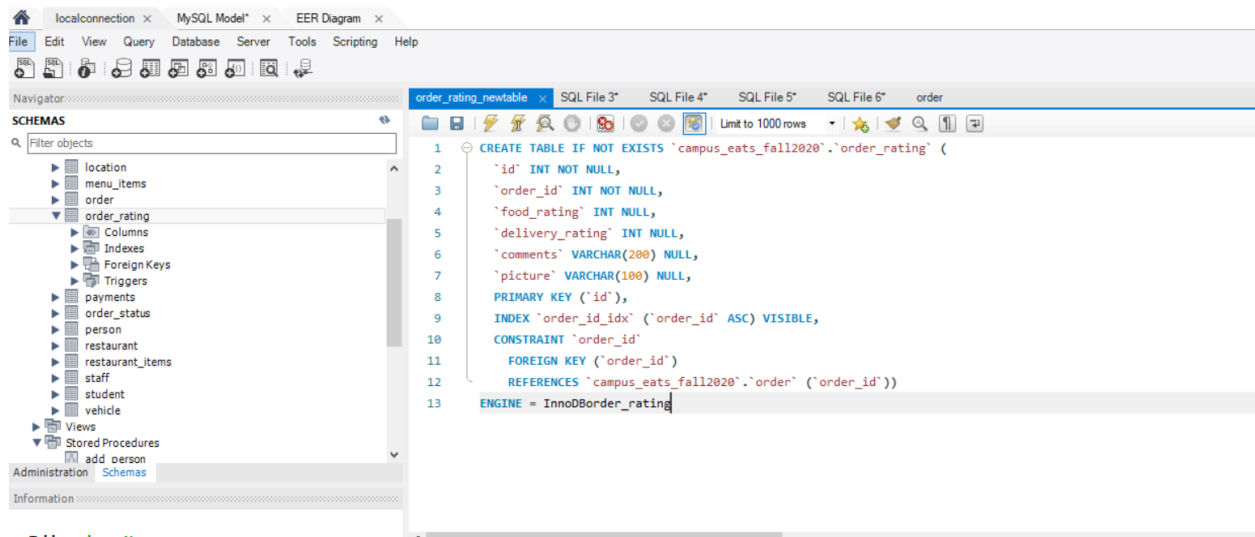 localconnection ×
MySQL Model* ×
EER Diagram ×
File Edit View Query Database Server Tools Scripting Help
Navigator
SCHEMAS
Filter objects
location
menu_items
order
order_rating
Columns
Indexes
Foreign Keys
Triggers
payments
order_status
person
restaurant
restaurant_items
staff
student
vehicle
Views
Stored Procedures
add_person
Administration Schemas
Information
order_rating_newtable × SQL File 3* SQL File 4* SQL File 5* SQL File 6* order
Limit to 1000 rows
1 CREATE TABLE IF NOT EXISTS `campus_eats_fall2020`.`order_rating` (
2 `id` INT NOT NULL,
3 `order_id` INT NOT NULL,
4 `food_rating` INT NULL,
5 `delivery_rating` INT NULL,
6 `comments` VARCHAR(200) NULL,
7 `picture` VARCHAR(100) NULL,
8 PRIMARY KEY (`id`),
9 INDEX `order_id_idx` (`order_id` ASC) VISIBLE,
10 CONSTRAINT `order_id`
11 FOREIGN KEY (`order_id`)
12 REFERENCES `campus_eats_fall2020`.`order` (`order_id`))
13 ENGINE = InnoDBorder_rating